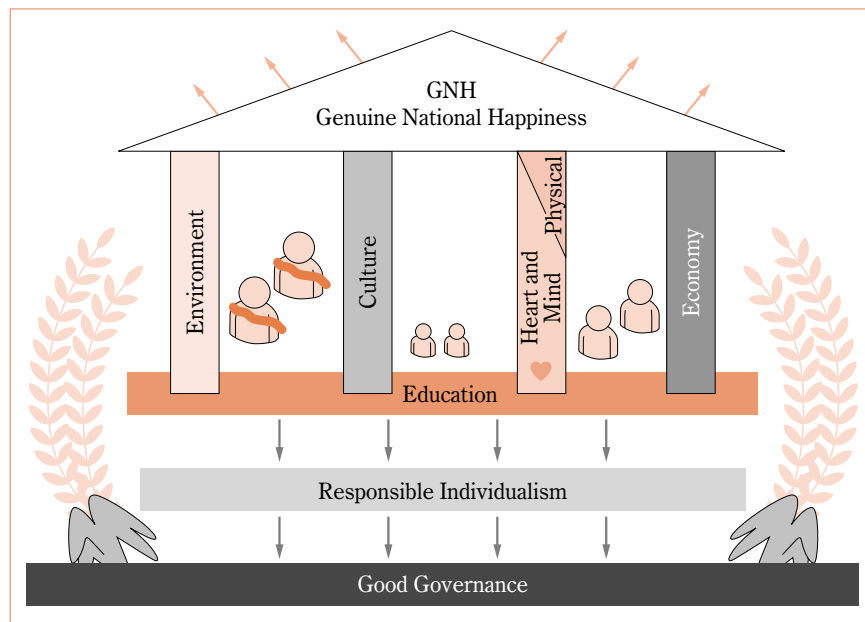 GNH
Genuine National Happiness
Environment
Culture
Heart and
Mind
Physical
Economy
Education
Responsible Individualism
Good Governance